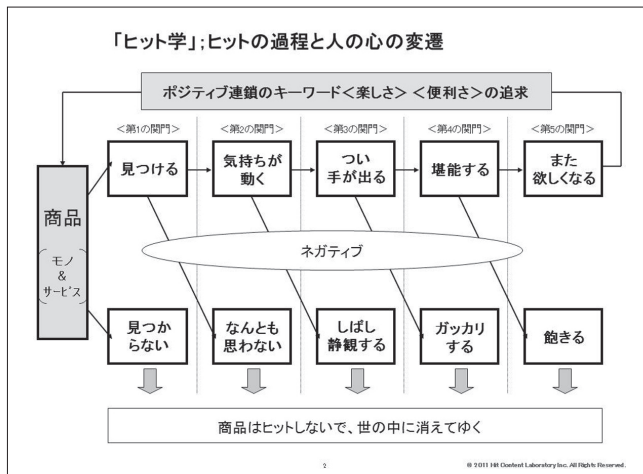 「ヒット学」;ヒットの過程と人の心の変遷
ポジティブ連鎖のキーワード<楽しさ> <便利さ>の追求
<第1の関門>
<第2の関門>
<第3の関門>
<第4の関門>
<第5の関門>
見つける
気持ちが
動く
つい
手が出る
堪能する
また
欲しくなる
商品
モノ
&
サービス
ネガティブ
見つか
らない
なんとも
思わない
しばし
静観する
ガッカリ
する
飽きる
商品はヒットしないで、世の中に消えてゆく
2
© 2011 Hit Content Laboratory Inc. All Rights Reserved.